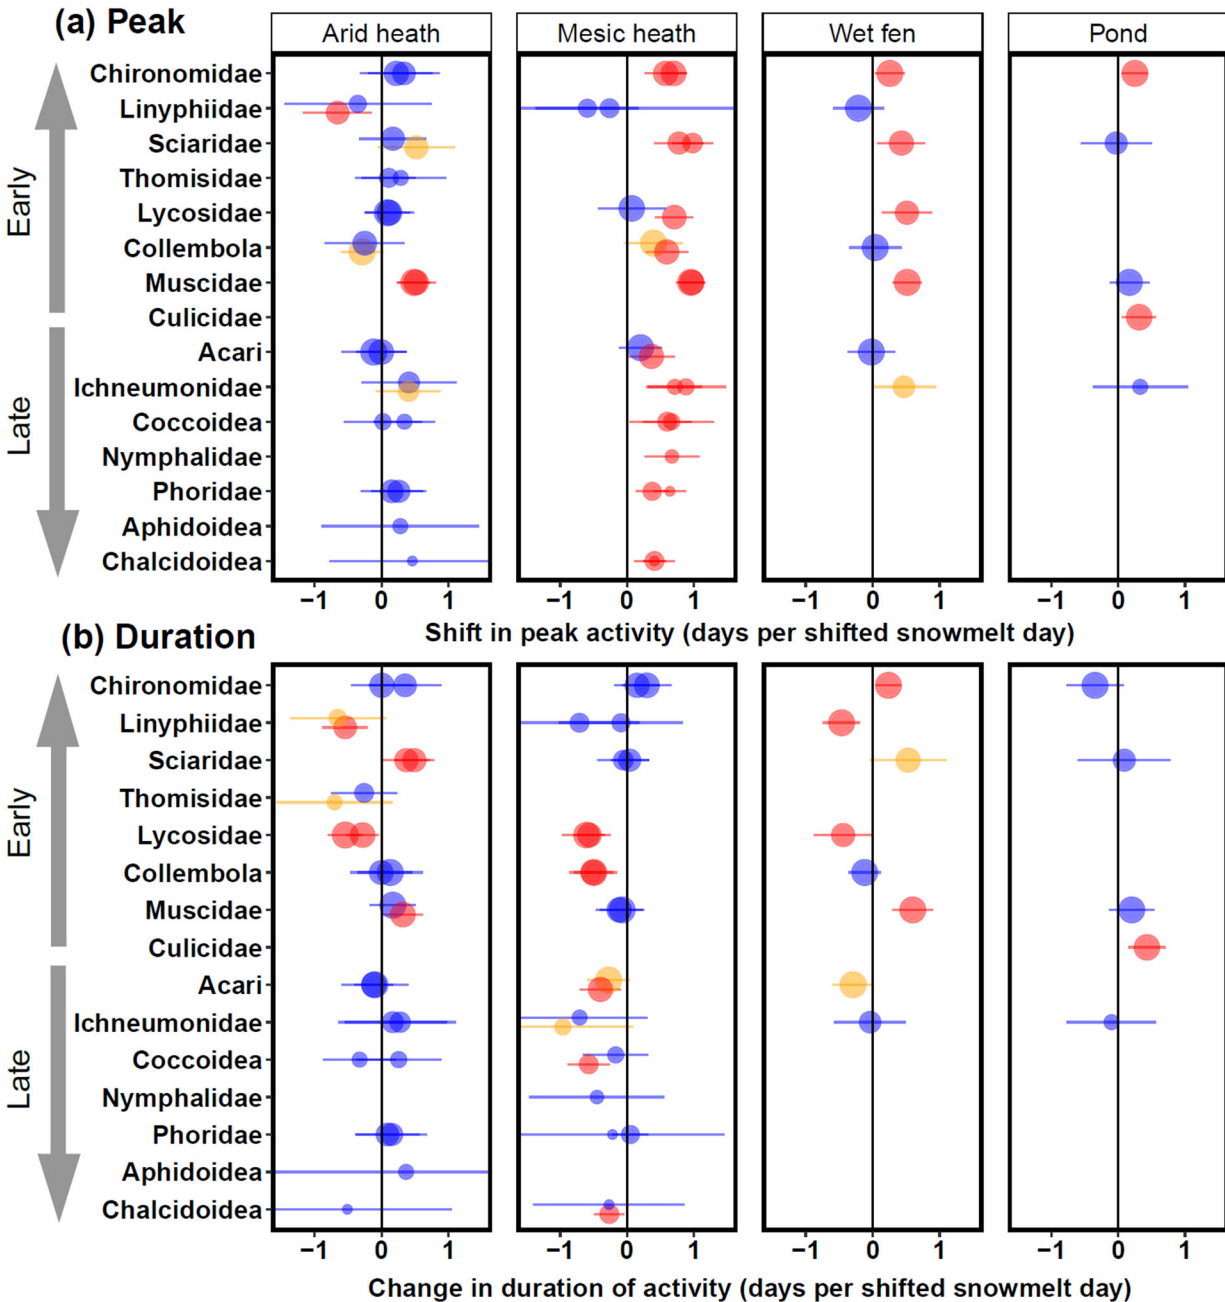 (a) Peak
Arid heath
Mesic heath
Wet fen
Pond
Early
Late
Chironomidae
Linyphiidae
Sciaridae
Thomisidae
Lycosidae
Collembola
Muscidae
Culicidae
Acari
Ichneumonidae
Coccoidea
Nymphalidae
Phoridae
Aphidoidea
Chalcidoidea
−1 0 1 −1 0 1 −1 0 1 −1 0 1
Shift in peak activity (days per shifted snowmelt day)
(b) Duration
Early
Late
Chironomidae
Linyphiidae
Sciaridae
Thomisidae
Lycosidae
Collembola
Muscidae
Culicidae
Acari
Ichneumonidae
Coccoidea
Nymphalidae
Phoridae
Aphidoidea
Chalcidoidea
−1 0 1 −1 0 1 −1 0 1 −1 0 1
Change in duration of activity (days per shifted snowmelt day)